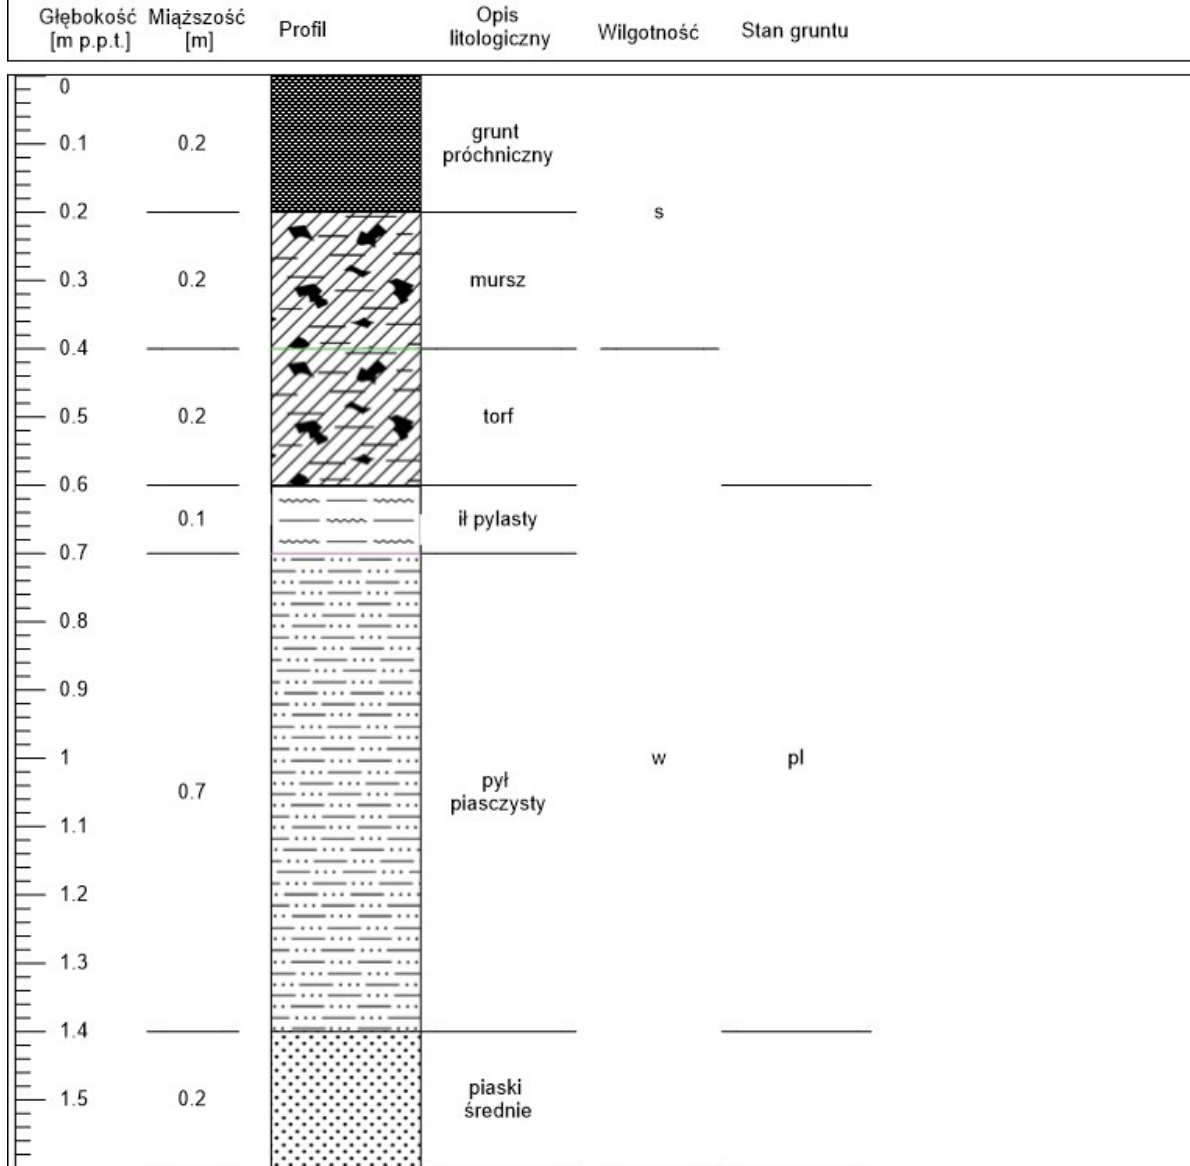 Głębokość
[m p.p.t.]
Miąższość
[m]
Profil
Opis
litologiczny
Wilgotność
Stan gruntu
0
0.1
0.2
grunt
próchniczny
0.2
s
0.3
0.2
mursz
0.4
0.5
0.2
torf
0.6
0.1
ił pylasty
0.7
0.8
0.9
1
w
pl
0.7
pył
piasczysty
1.1
1.2
1.3
1.4
1.5
0.2
piaski
średnie